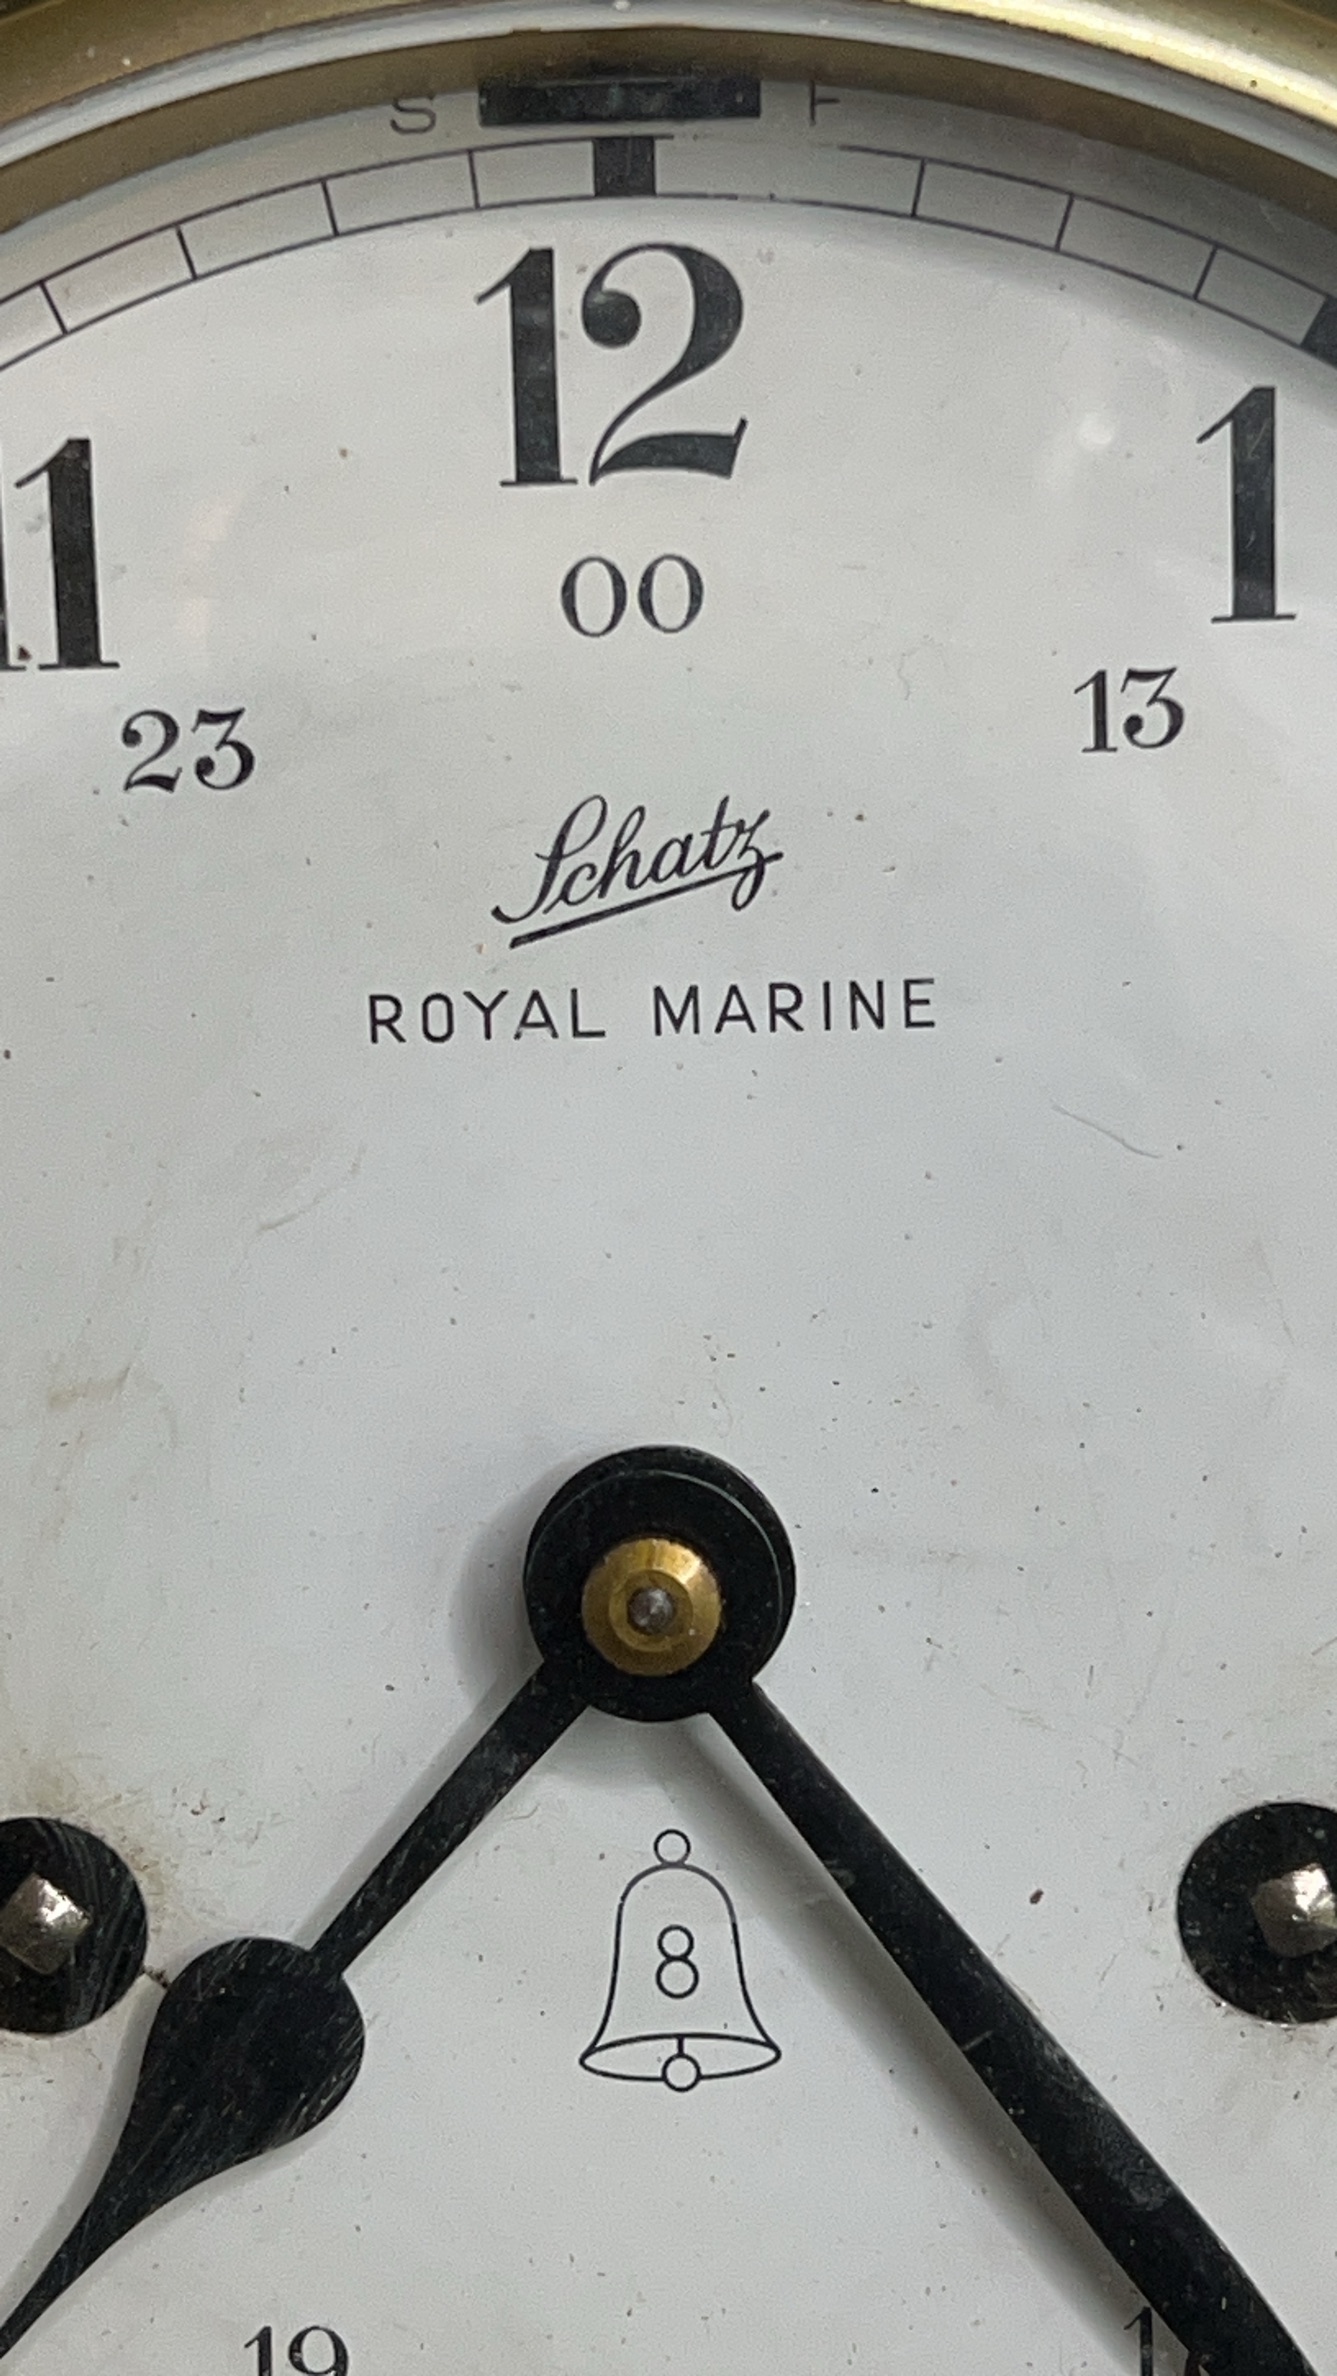 S F
12
11 1
00
23 13
Schatz
ROYAL MARINE
8
19